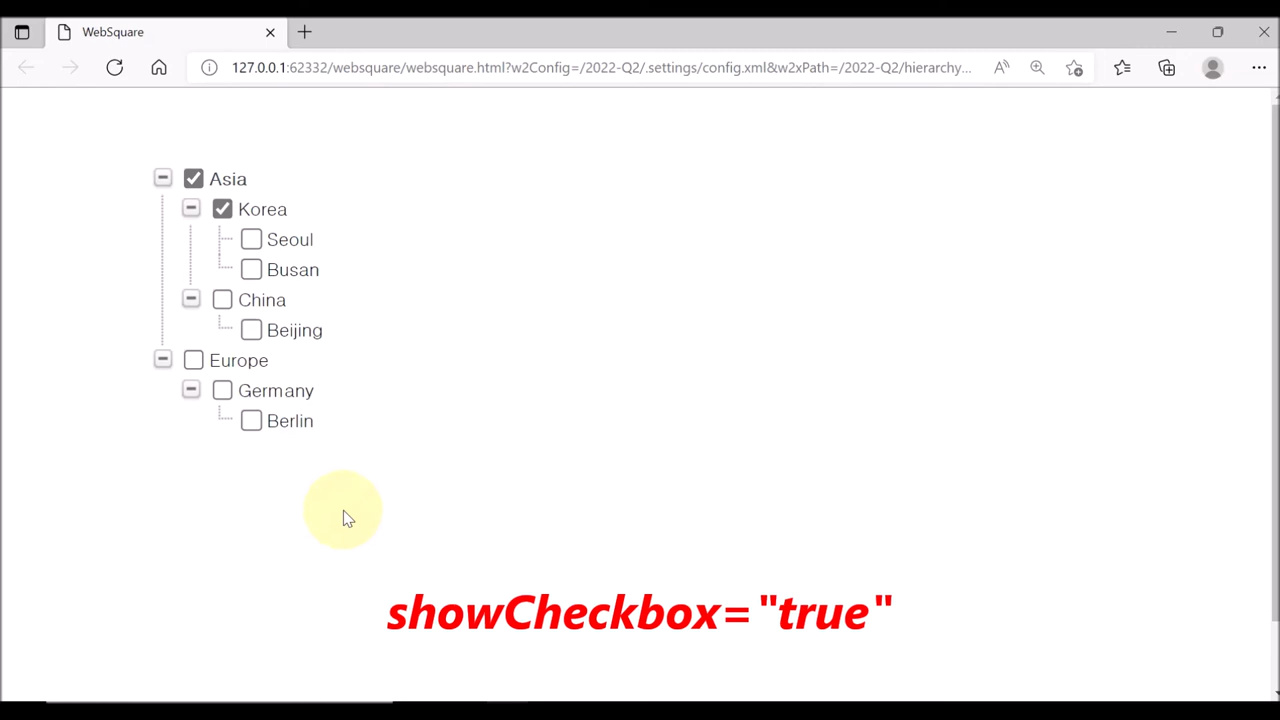 WebSquare
127.0.0.1:62332/websquare/websquare.html?w2Config=/2022-Q2/.settings/config.xml&w2xPath=/2022-Q2/hierarchy...
Asia
Korea
Seoul
Busan
China
Beijing
Europe
Germany
Berlin
showCheckbox="true"